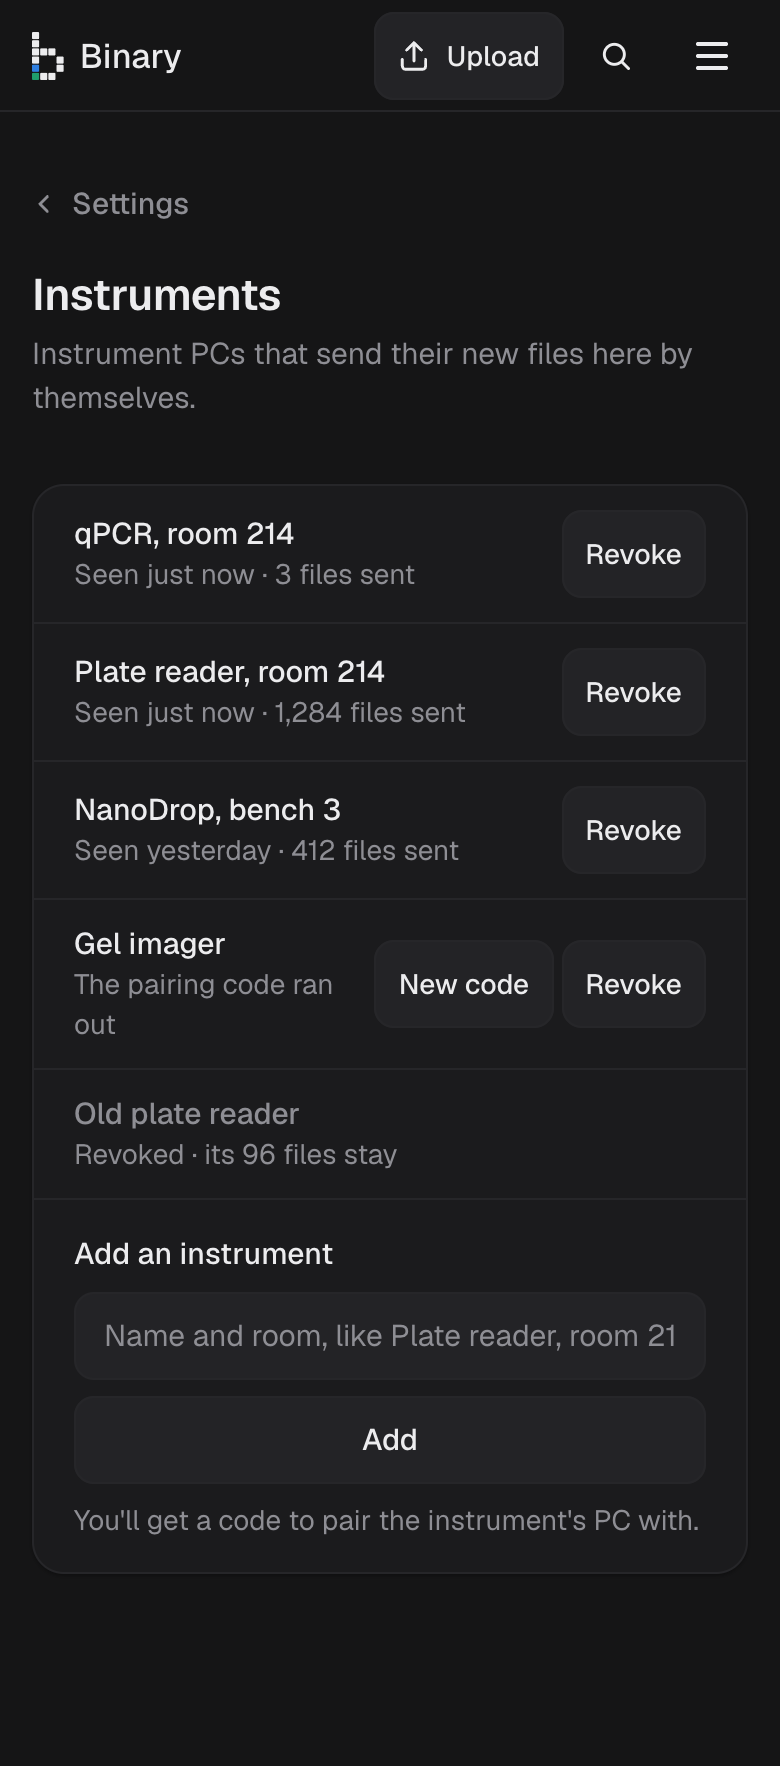 Binary
Upload
Settings
Instruments
Instrument PCs that send their new files here by
themselves.
qPCR, room 214
Seen just now · 3 files sent
Revoke
Plate reader, room 214
Seen just now · 1,284 files sent
Revoke
NanoDrop, bench 3
Seen yesterday · 412 files sent
Revoke
Gel imager
The pairing code ran
out
New code
Revoke
Old plate reader
Revoked · its 96 files stay
Add an instrument
Name and room, like Plate reader, room 21
Add
You'll get a code to pair the instrument's PC with.